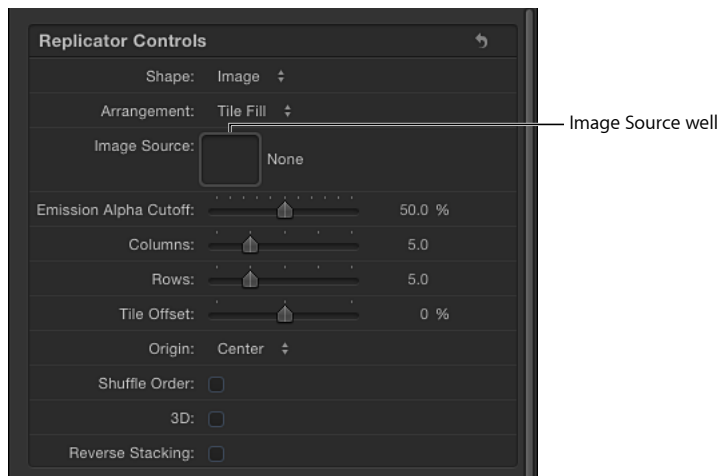 Replicator Controls
Shape: Image
Arrangement: Tile Fill
Image Source well
Image Source: None
Emission Alpha Cutoff: 50.0 %
Columns: 5.0
Rows: 5.0
Tile Offset: 0 %
Origin: Center
Shuffle Order:
3D:
Reverse Stacking: